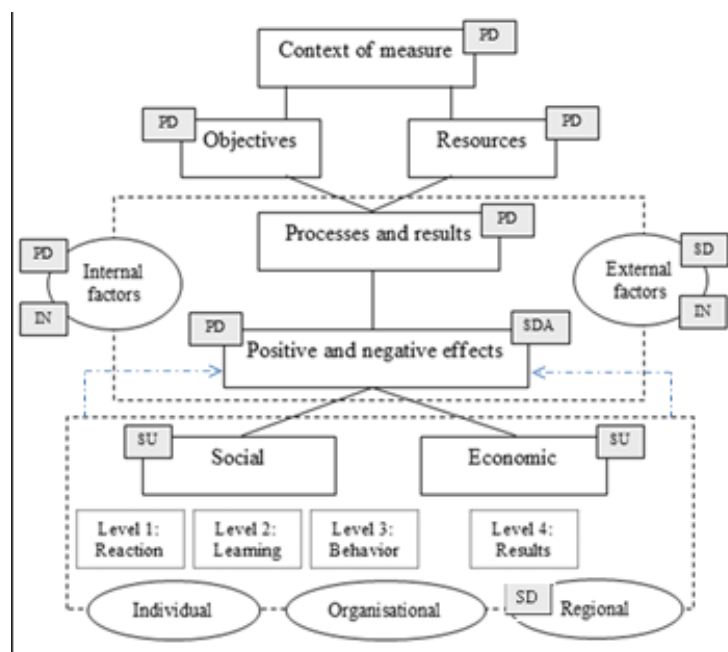 PD
Context of measure
PD
Objectives
PD
Resources
PD
Processes and results
PD
Internal
factors
IN
SD
External
factors
IN
PD
SDA
Positive and negative effects
SU
Social
SU
Economic
Level 1:
Reaction
Level 2:
Learning
Level 3:
Behavior
Level 4:
Results
Individual
Organisational
SD
Regional